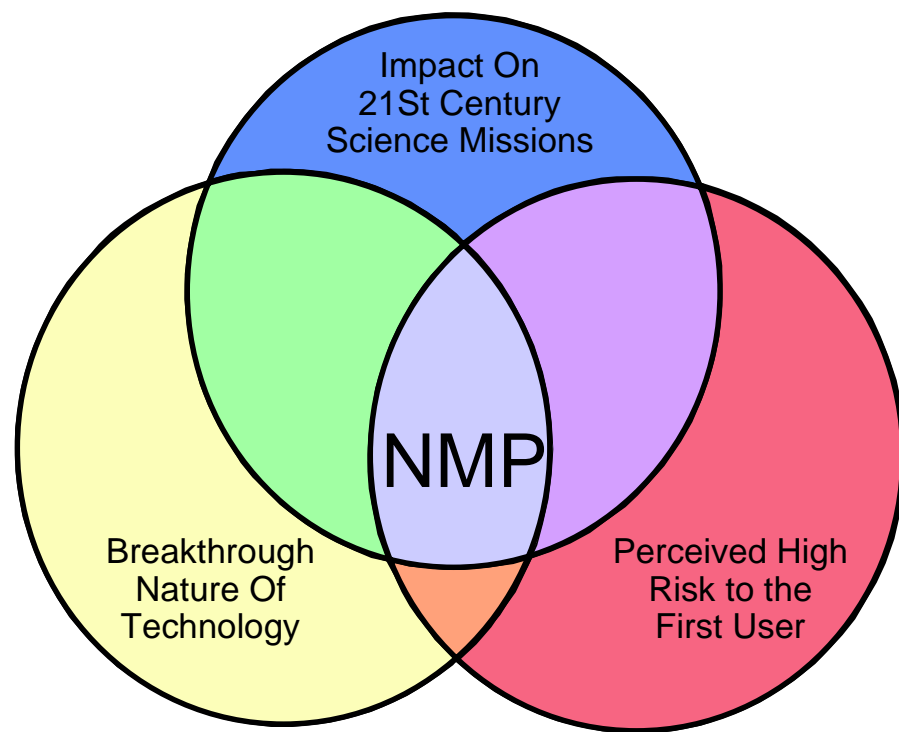 Impact On
21St Century
Science Missions
NMP
Breakthrough
Nature Of
Technology
Perceived High
Risk to the
First User